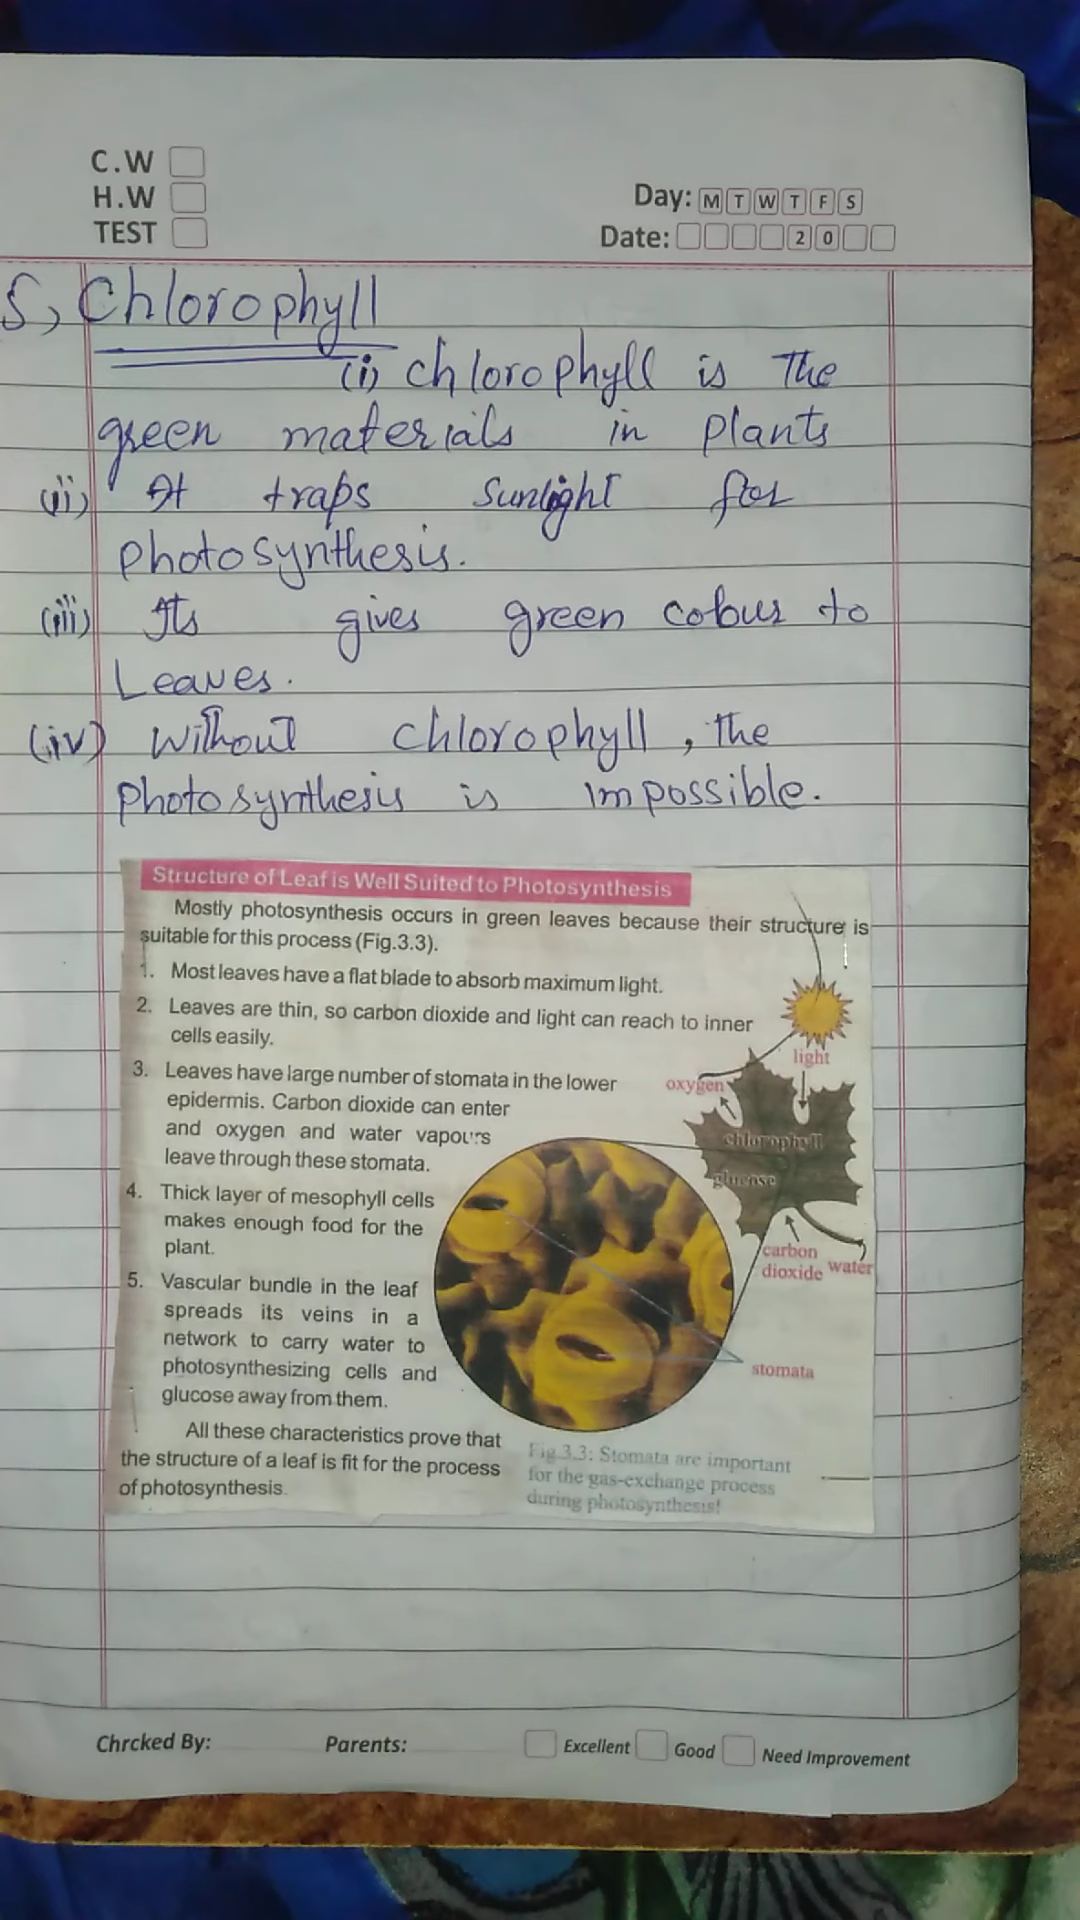 C.W
H.W
TEST
Day: M T W T F S
Date: 2 0
5, Chlorophyll
(i) chlorophyll is The
green materials in plants
(ii) It traps Sunlight for
photosynthesis.
(iii) Its gives green colour to
Leaves.
(iv) Without chlorophyll, the
photosynthesis is impossible.
Structure of Leaf is Well Suited to Photosynthesis
Mostly photosynthesis occurs in green leaves because their structure is
suitable for this process (Fig.3.3).
1. Most leaves have a flat blade to absorb maximum light.
2. Leaves are thin, so carbon dioxide and light can reach to inner
cells easily.
3. Leaves have large number of stomata in the lower
epidermis. Carbon dioxide can enter
and oxygen and water vapours
leave through these stomata.
4. Thick layer of mesophyll cells
makes enough food for the
plant.
5. Vascular bundle in the leaf
spreads its veins in a
network to carry water to
photosynthesizing cells and
glucose away from them.
All these characteristics prove that
the structure of a leaf is fit for the process
of photosynthesis.
light
oxygen
chlorophyll
glucose
carbon
dioxide
water
stomata
Fig.3.3: Stomata are important
for the gas-exchange process
during photosynthesis!
Chrcked By:
Parents:
Excellent
Good
Need Improvement